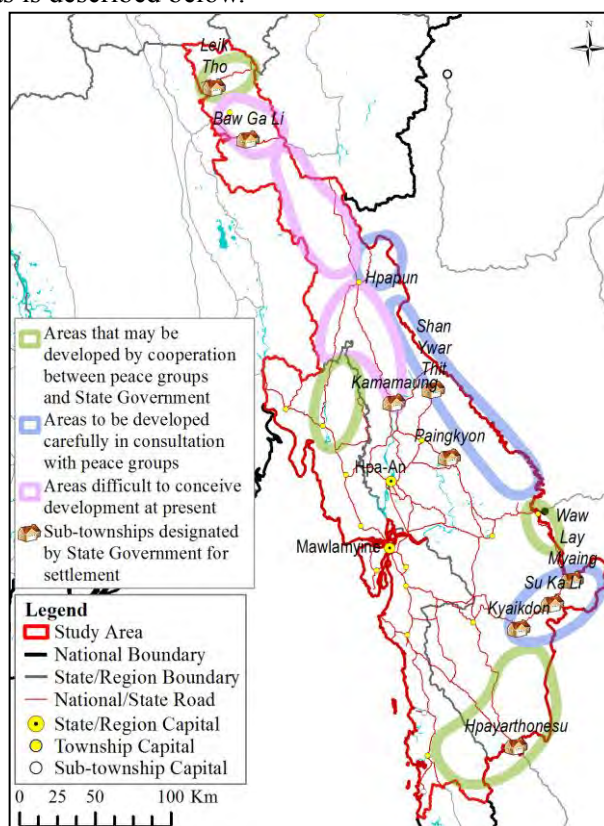 as is described below.
Leik
Tho
N
Baw Ga Li
Hpapun
Shan
Ywar
Thit
Kamamaung
Paingkyon
Hpa-An
Waw
Lay
Myaing
Mawlamyine
Su Ka Li
Kyaikdon
Hpayarthonesu
Areas that may be
developed by cooperation
between peace groups
and State Government
Areas to be developed
carefully in consultation
with peace groups
Areas difficult to conceive
development at present
Sub-townships designated
by State Government for
settlement
Legend
Study Area
National Boundary
State/Region Boundary
National/State Road
State/Region Capital
Township Capital
Sub-township Capital
0 25 50 100 Km